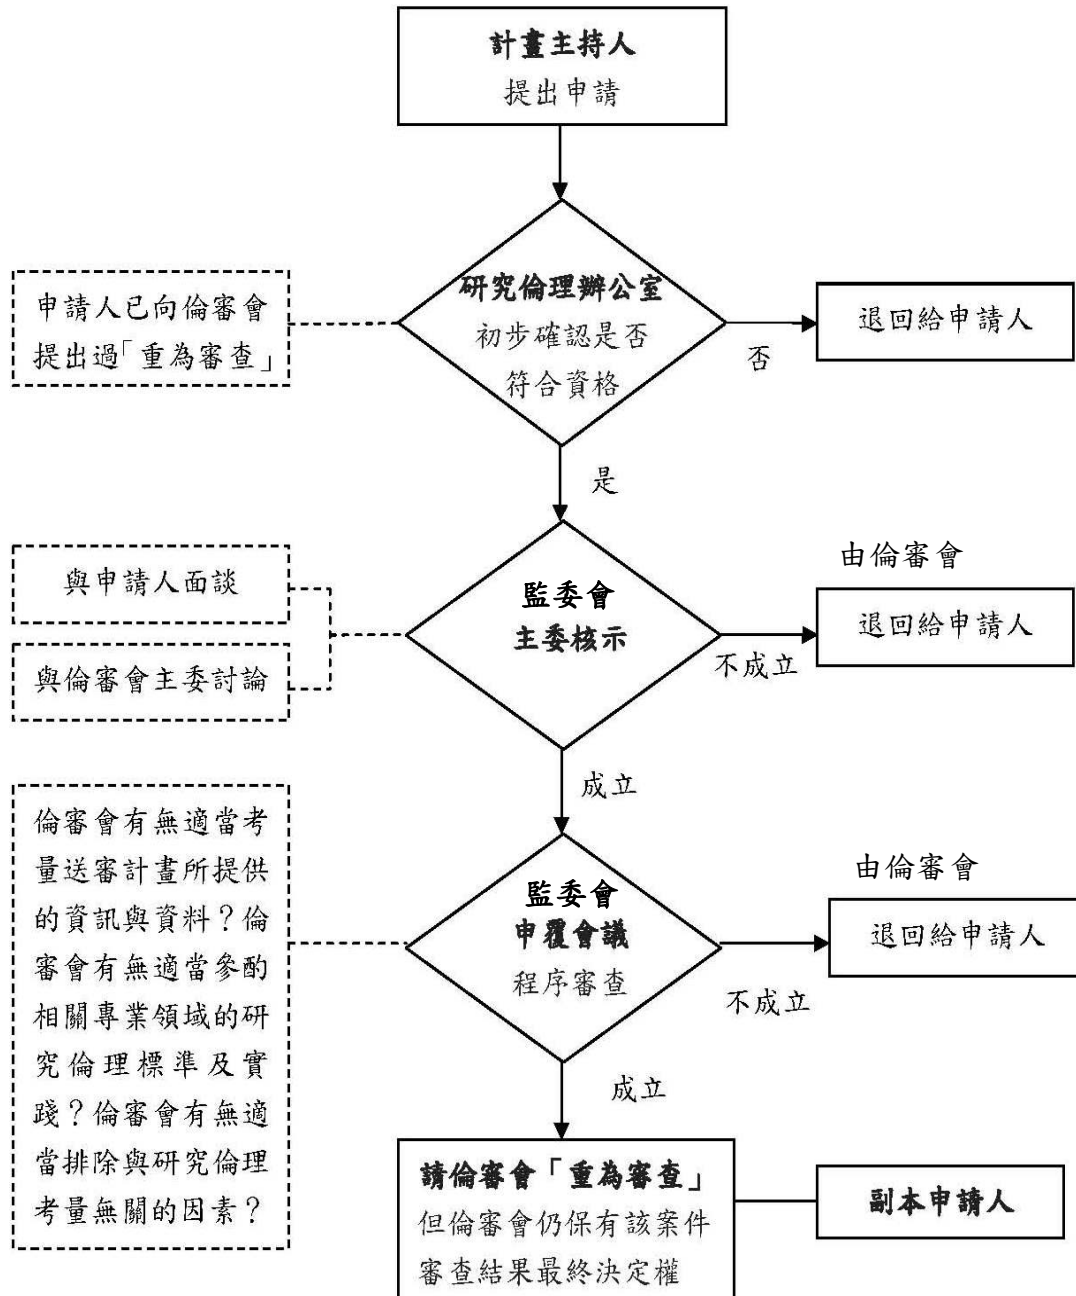 計畫主持人
提出申請
申請人已向倫審會
提出過「重為審查」
研究倫理辦公室
初步確認是否
符合資格
否
退回給申請人
是
與申請人面談
與倫審會主委討論
監委會
主委核示
不成立
由倫審會
退回給申請人
成立
倫審會有無適當考
量送審計畫所提供
的資訊與資料？倫
審會有無適當參酌
相關專業領域的研
究倫理標準及實
踐？倫審會有無適
當排除與研究倫理
考量無關的因素？
監委會
申覆會議
程序審查
不成立
由倫審會
退回給申請人
成立
請倫審會「重為審查」
但倫審會仍保有該案件
審查結果最終決定權
副本申請人